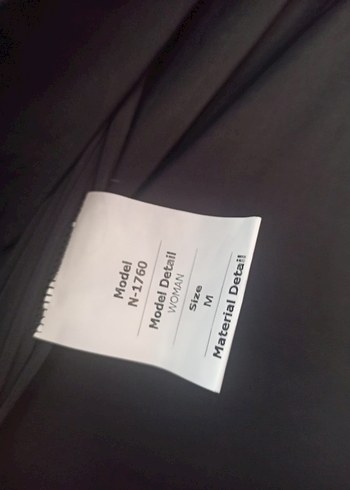 Model
N-1760
Model Detail
WOMAN
Size
M
Material Detail